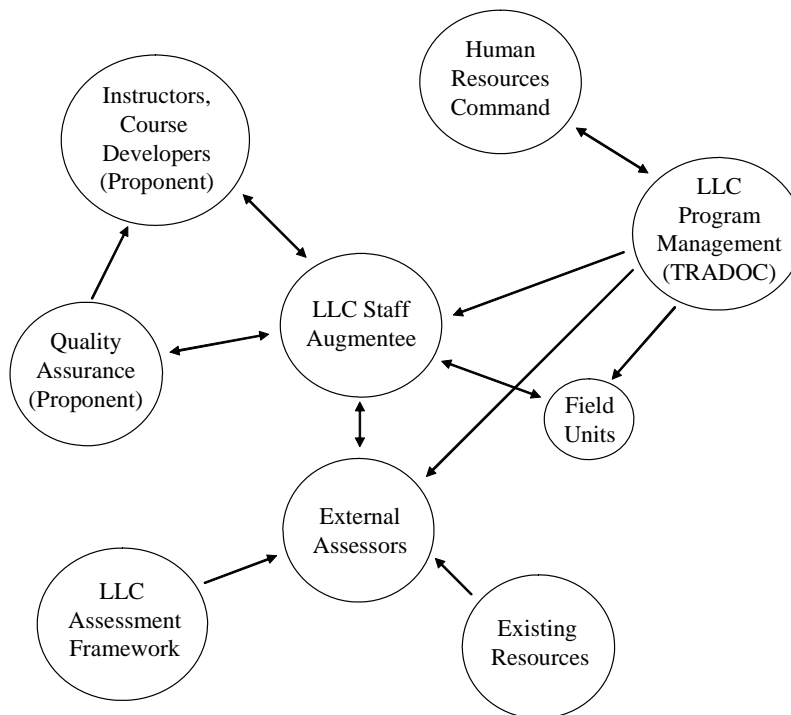 Human
Resources
Command
Instructors,
Course
Developers
(Proponent)
LLC
Program
Management
(TRADOC)
LLC Staff
Augmentee
Quality
Assurance
(Proponent)
Field
Units
External
Assessors
LLC
Assessment
Framework
Existing
Resources